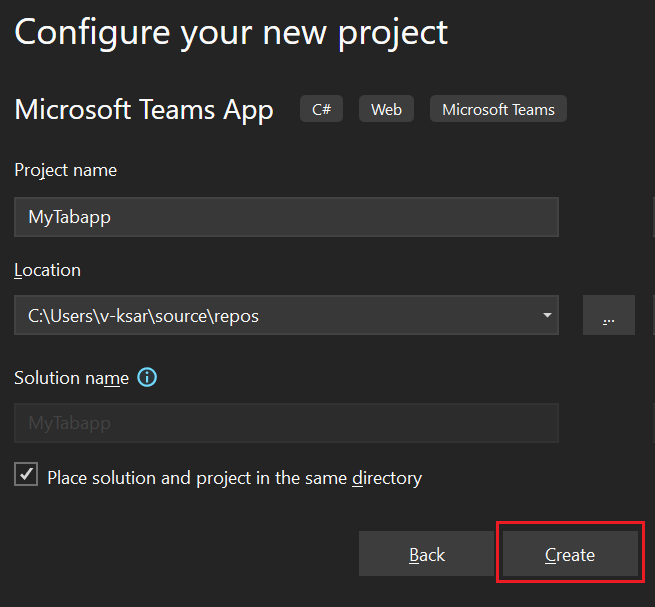 Configure your new project
Microsoft Teams App C# Web Microsoft Teams
Project name
MyTabapp
Location
C:\Users\v-ksar\source\repos
...
Solution name
MyTabapp
Place solution and project in the same directory
Back Create